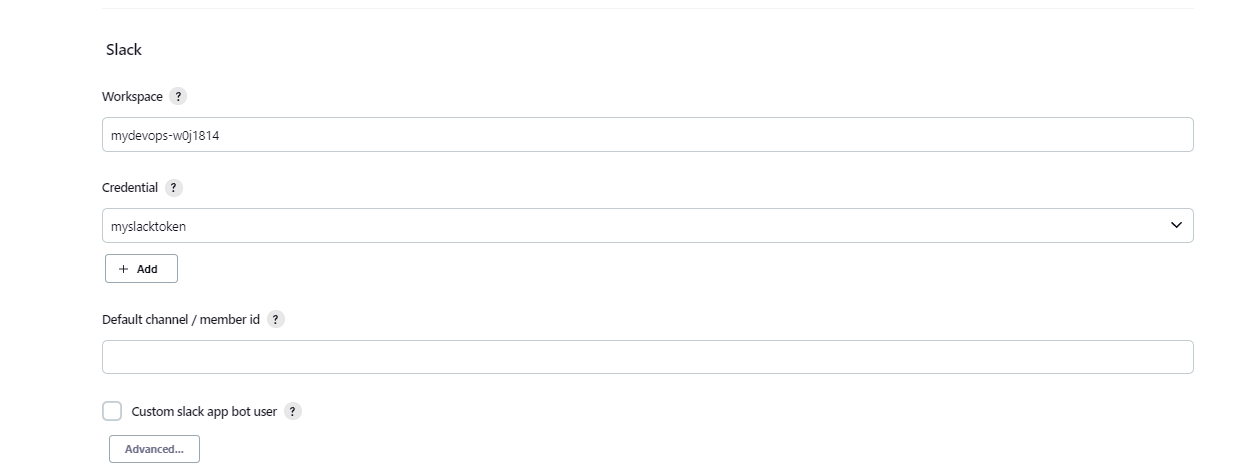 Slack
Workspace ?
mydevops-w0j1814
Credential ?
myslacktoken
+ Add
Default channel / member id ?
Custom slack app bot user ?
Advanced...